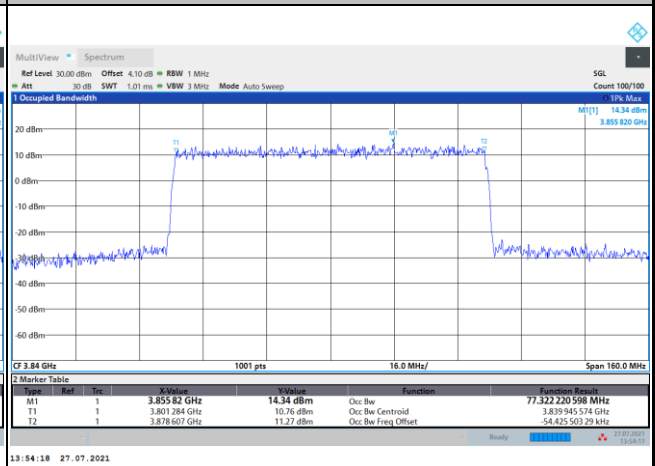 MultiView Spectrum
Ref Level 30.00 dBm Offset 4.10 dB RBW 1 MHz SGL
Att 30 dB SWT 1.01 ms VBW 3 MHz Mode Auto Sweep Count 100/100
1 Occupied Bandwidth 1Pk Max
M1[1] 14.34 dBm
3.855 820 GHz
20 dBm
T1 M1 T2
10 dBm
0 dBm
-10 dBm
-20 dBm
-30 dBm
-40 dBm
-50 dBm
-60 dBm
CF 3.84 GHz 1001 pts 16.0 MHz/ Span 160.0 MHz
2 Marker Table
Type Ref Trc X-Value Y-Value Function Function Result
M1 1 3.855 82 GHz 14.34 dBm Occ Bw 77.322 220 598 MHz
T1 1 3.801 284 GHz 10.76 dBm Occ Bw Centroid 3.839 945 574 GHz
T2 1 3.878 607 GHz 11.27 dBm Occ Bw Freq Offset -54.425 503 29 kHz
Ready 27.07.2021
13:54:17
13:54:18 27.07.2021